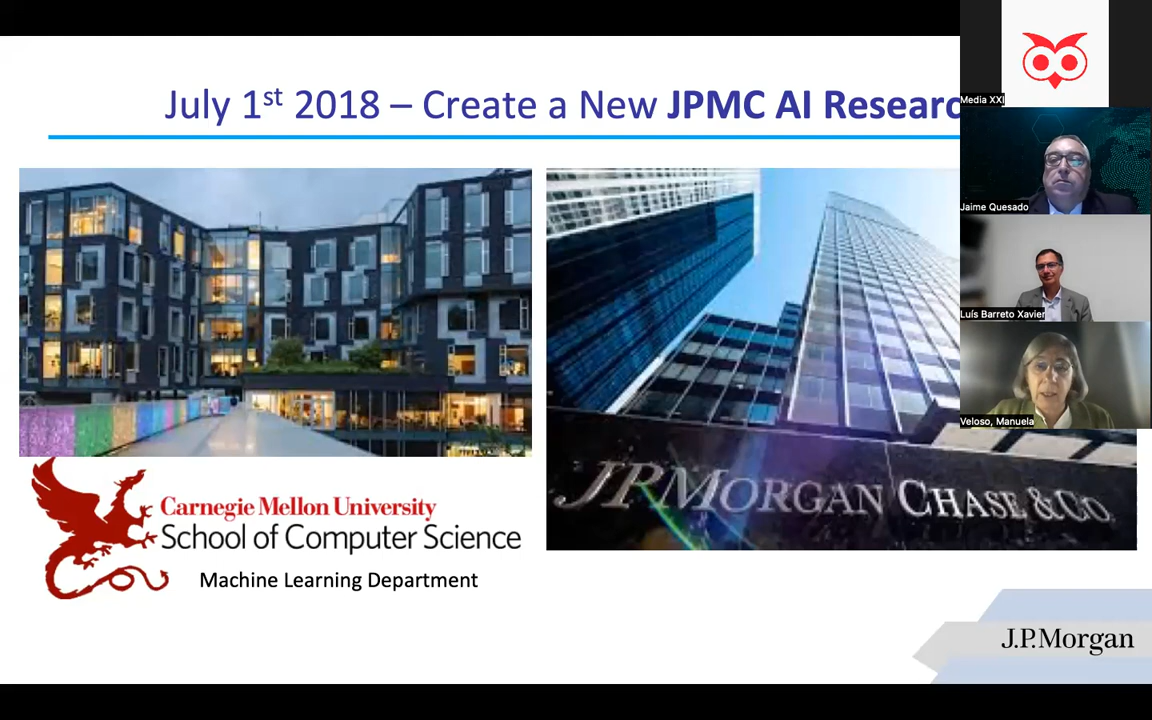 July 1st 2018 – Create a New JPMC AI Researc
Media XXI
Jaime Quesado
Luís Barreto Xavier
Veloso, Manuela
JPMORGAN CHASE & CO.
Carnegie Mellon University
School of Computer Science
Machine Learning Department
J.P.Morgan